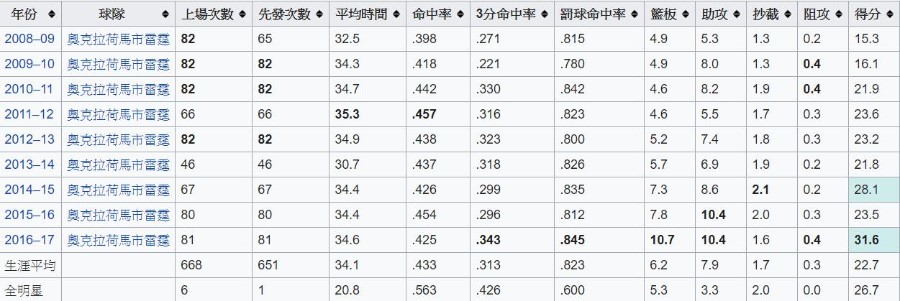 年份 球隊 上場次數 先發次數 平均時間 命中率 3分命中率 罰球命中率 籃板 助攻 抄截 阻攻 得分
2008–09 奧克拉荷馬市雷霆 82 65 32.5 .398 .271 .815 4.9 5.3 1.3 0.2 15.3
2009–10 奧克拉荷馬市雷霆 82 82 34.3 .418 .221 .780 4.9 8.0 1.3 0.4 16.1
2010–11 奧克拉荷馬市雷霆 82 82 34.7 .442 .330 .842 4.6 8.2 1.9 0.4 21.9
2011–12 奧克拉荷馬市雷霆 66 66 35.3 .457 .316 .823 4.6 5.5 1.7 0.3 23.6
2012–13 奧克拉荷馬市雷霆 82 82 34.9 .438 .323 .800 5.2 7.4 1.8 0.3 23.2
2013–14 奧克拉荷馬市雷霆 46 46 30.7 .437 .318 .826 5.7 6.9 1.9 0.2 21.8
2014–15 奧克拉荷馬市雷霆 67 67 34.4 .426 .299 .835 7.3 8.6 2.1 0.2 28.1
2015–16 奧克拉荷馬市雷霆 80 80 34.4 .454 .296 .812 7.8 10.4 2.0 0.3 23.5
2016–17 奧克拉荷馬市雷霆 81 81 34.6 .425 .343 .845 10.7 10.4 1.6 0.4 31.6
生涯平均 668 651 34.1 .433 .313 .823 6.2 7.9 1.7 0.3 22.7
全明显 6 1 20.8 .563 .426 .600 5.3 3.3 2.0 0.0 26.7